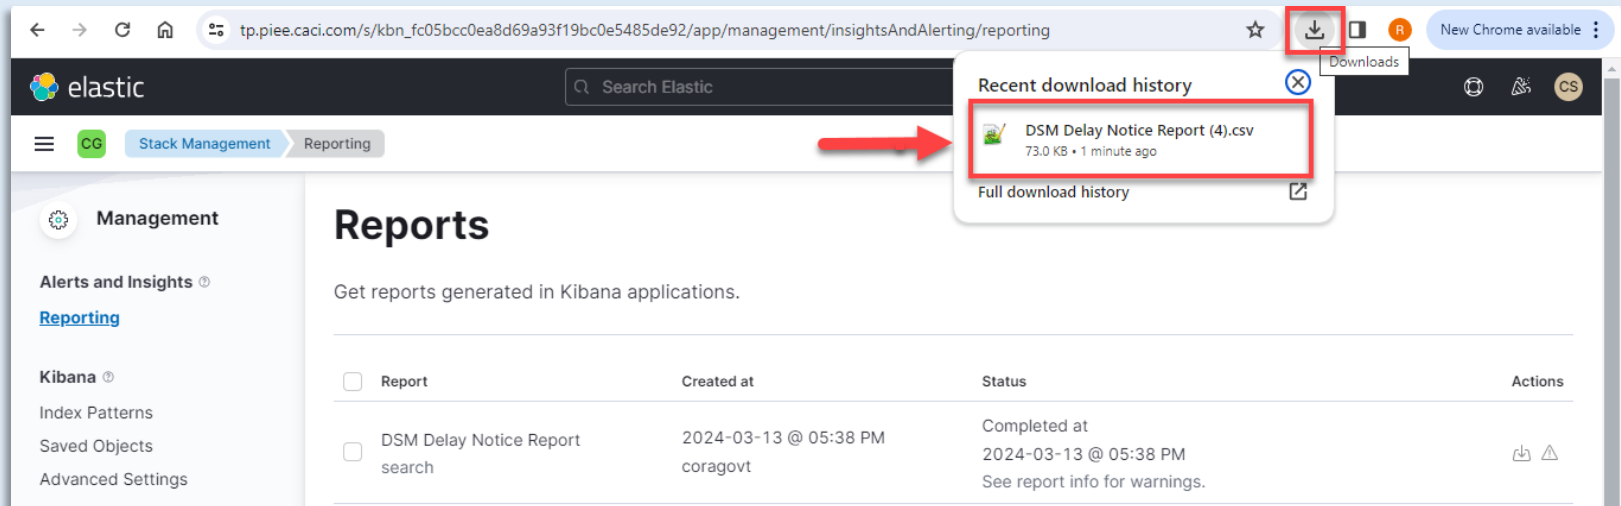 tp.piee.caci.com/s/kbn_fc05bcc0ea8d69a93f19bc0e5485de92/app/management/insightsAndAlerting/reporting
R
New Chrome available
Downloads
elastic
Search Elastic
CS
Recent download history
DSM Delay Notice Report (4).csv
73.0 KB • 1 minute ago
Full download history
CG
Stack Management
Reporting
Management
Alerts and Insights
Reporting
Kibana
Index Patterns
Saved Objects
Advanced Settings
Reports
Get reports generated in Kibana applications.
Report Created at Status Actions
DSM Delay Notice Report
search
2024-03-13 @ 05:38 PM
coragovt
Completed at
2024-03-13 @ 05:38 PM
See report info for warnings.